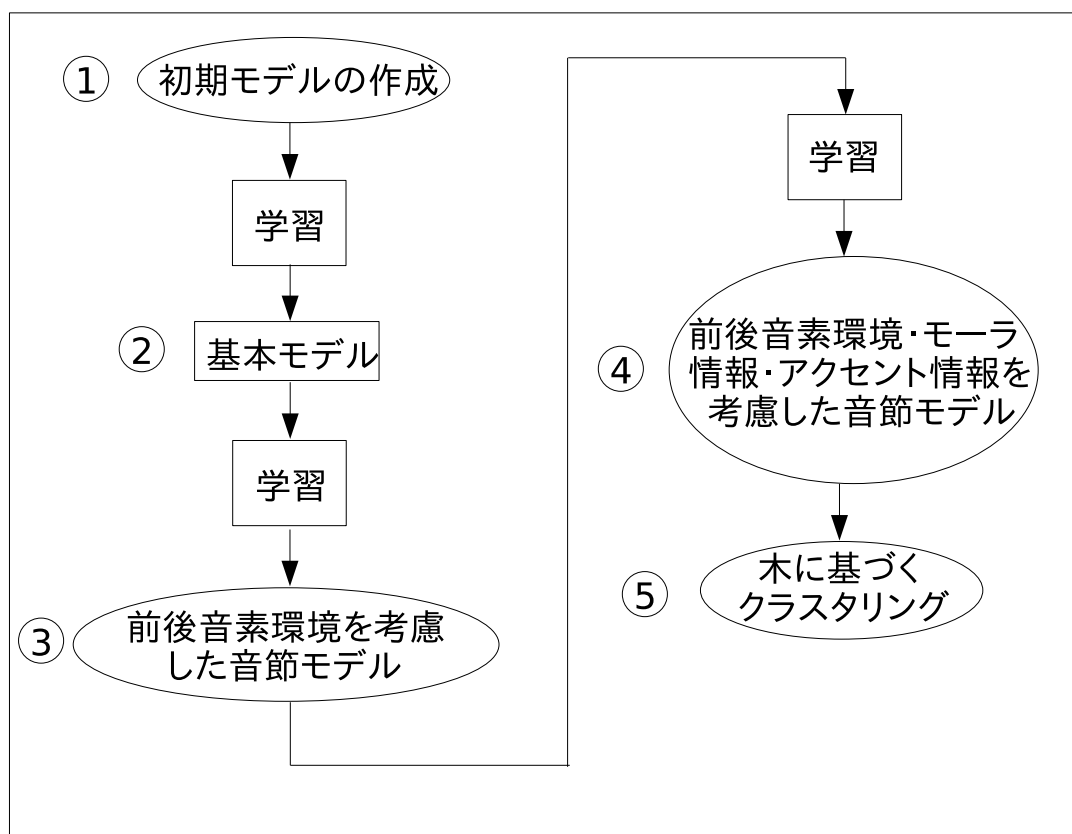 ①
初期モデルの作成
学習
②
基本モデル
学習
③
前後音素環境を考慮
した音節モデル
学習
④
前後音素環境・モーラ
情報・アクセント情報を
考慮した音節モデル
⑤
木に基づく
クラスタリング